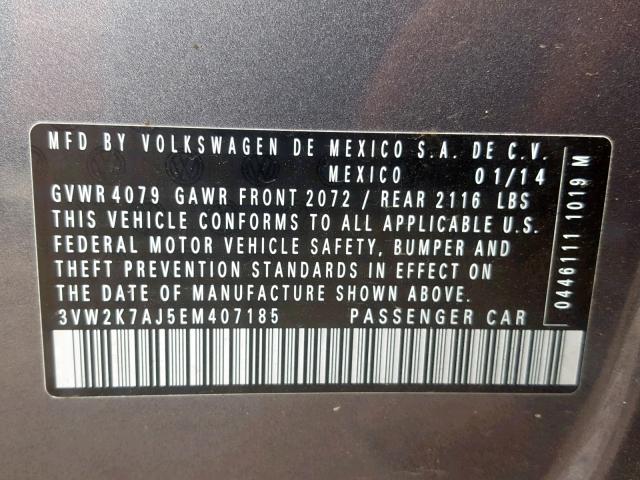 MFD BY VOLKSWAGEN DE MEXICO S.A. DE C.V.
MEXICO 01/14
GVWR 4079 GAWR FRONT 2072 / REAR 2116 LBS
THIS VEHICLE CONFORMS TO ALL APPLICABLE U.S.
FEDERAL MOTOR VEHICLE SAFETY, BUMPER AND
THEFT PREVENTION STANDARDS IN EFFECT ON
THE DATE OF MANUFACTURE SHOWN ABOVE.
3VW2K7AJ5EM407185 PASSENGER CAR
0446111 1019 M